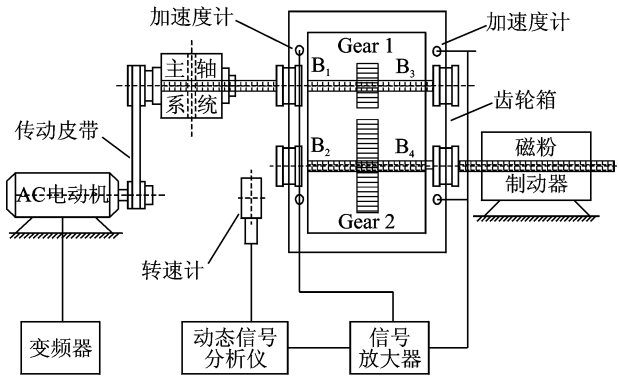 加速度计
加速度计
Gear 1
主轴
系统
B1
B3
齿轮箱
传动皮带
B2
B4
磁粉
制动器
AC电动机
Gear 2
转速计
变频器
动态信号
分析仪
信号
放大器